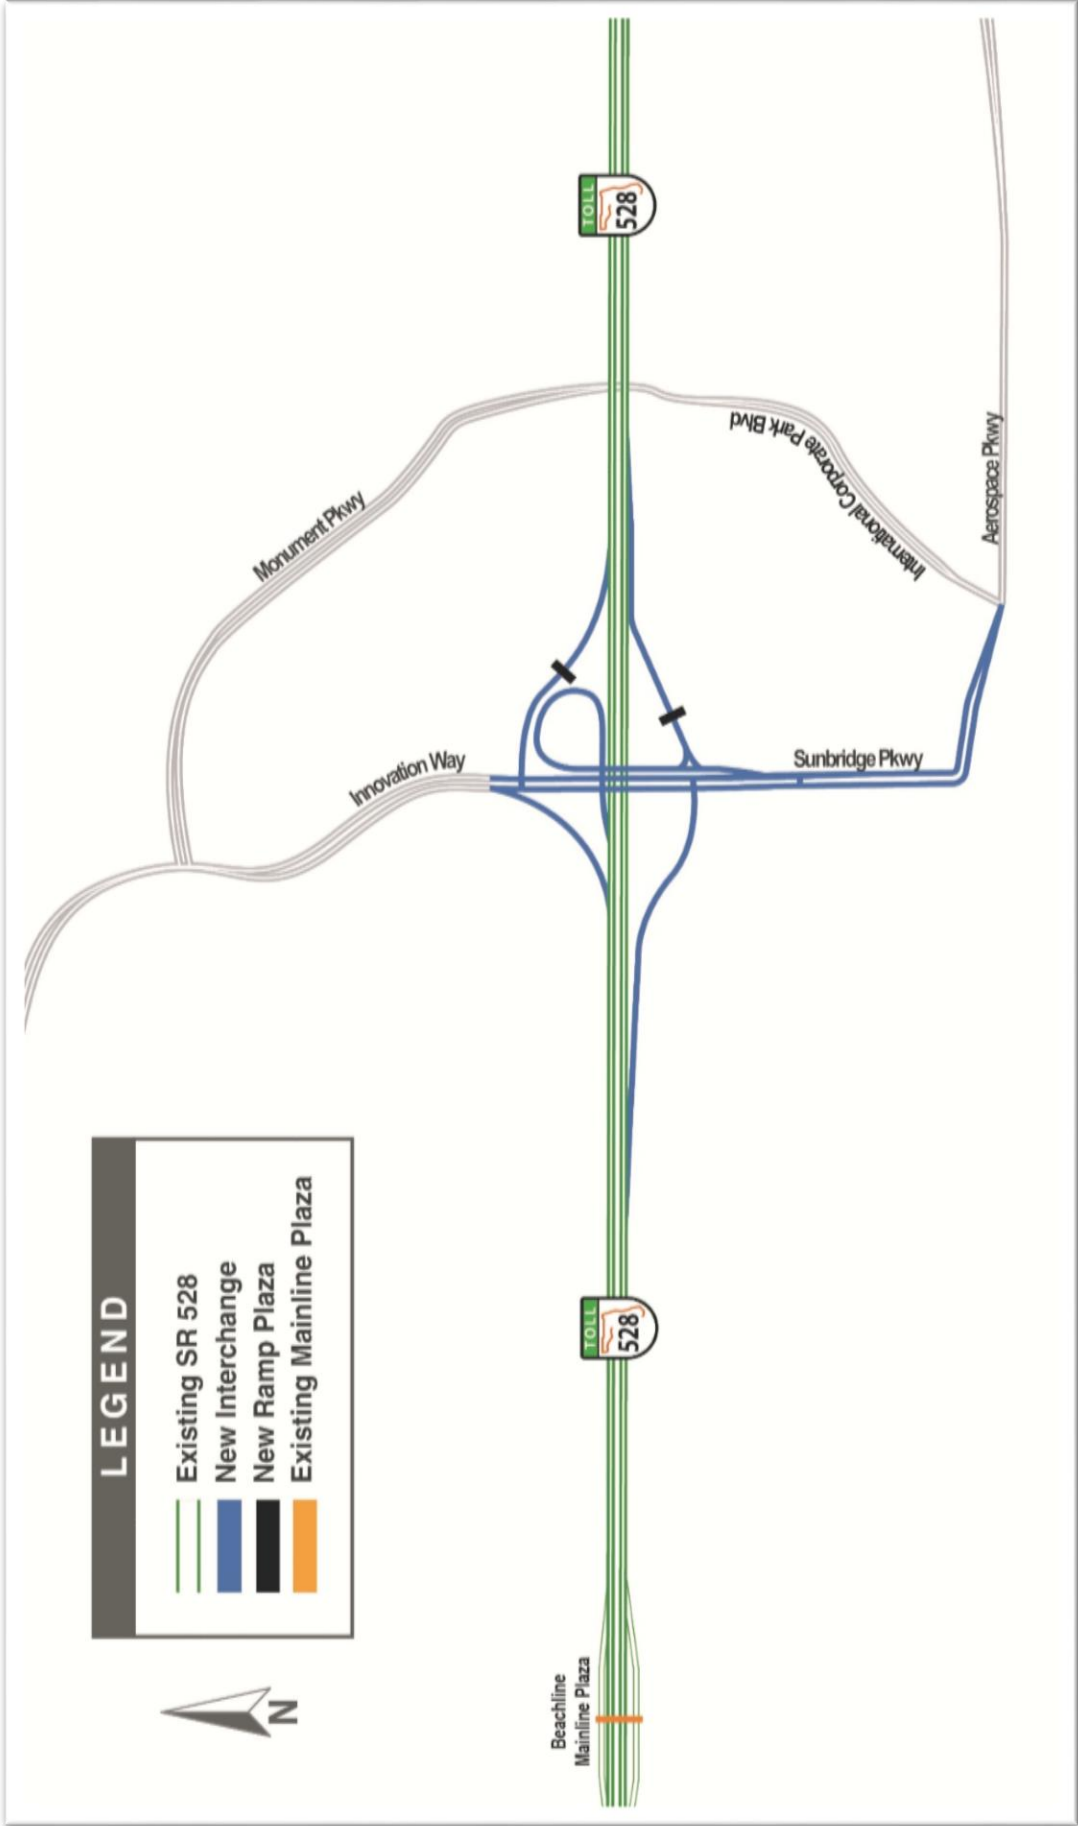 LEGEND
Existing SR 528
New Interchange
New Ramp Plaza
Existing Mainline Plaza
N
Beachline
Mainline Plaza
TOLL
528
TOLL
528
Innovation Way
Monument Pkwy
Sunbridge Pkwy
International Corporate Park Blvd
Aerospace Pkwy